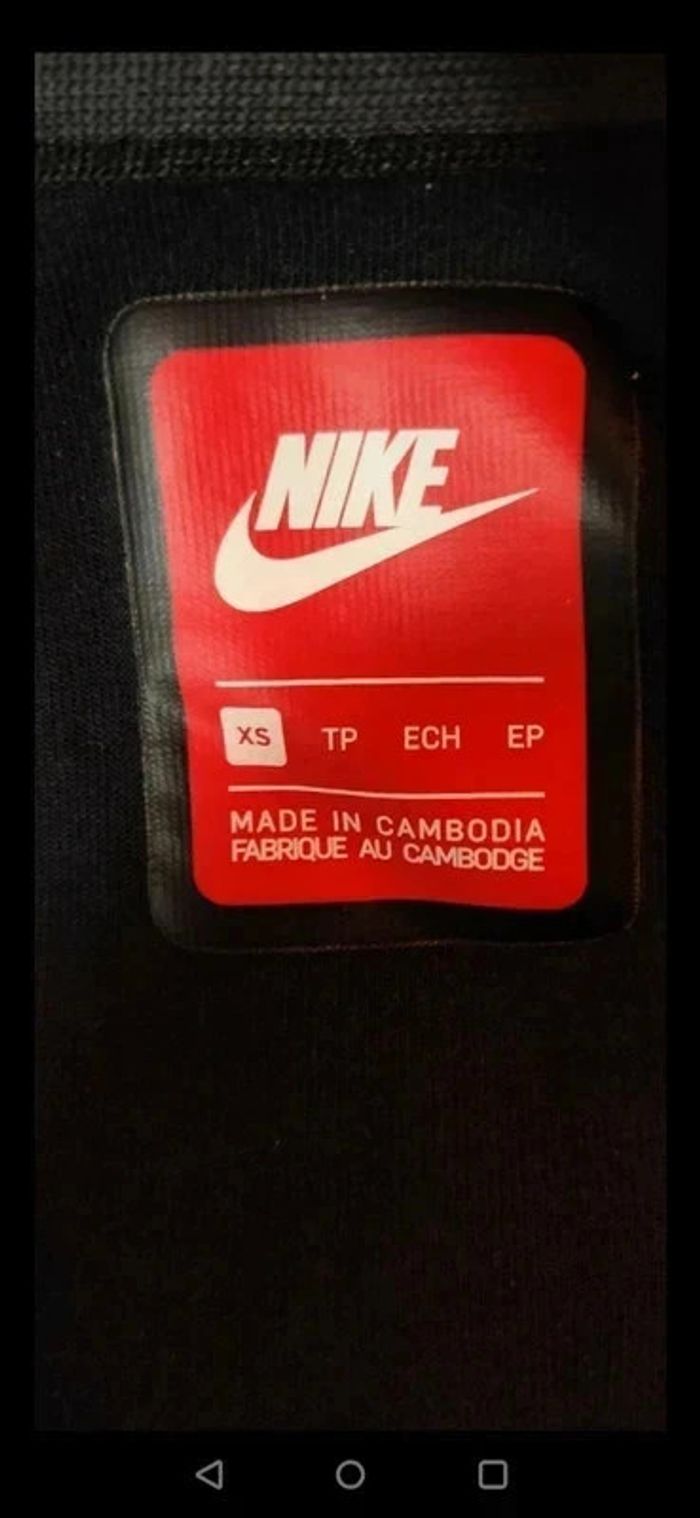 NIKE
XS TP ECH EP
MADE IN CAMBODIA
FABRIQUE AU CAMBODGE